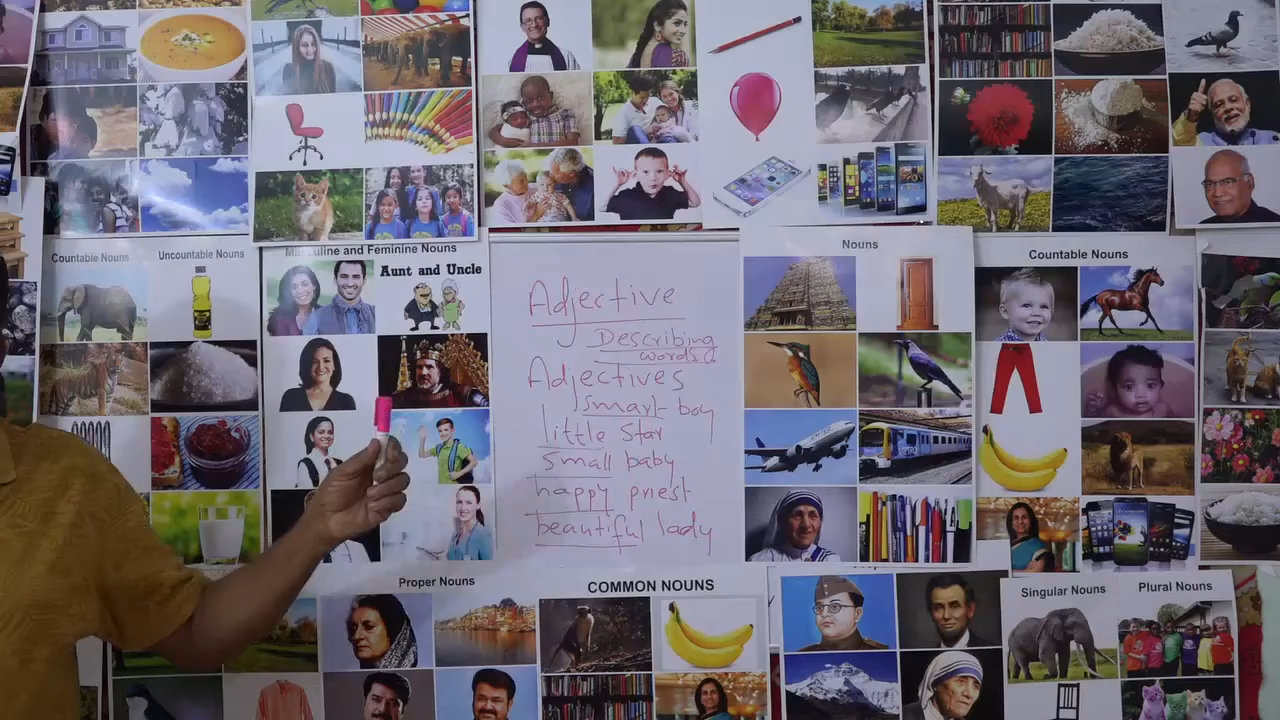 Countable Nouns
Uncountable Nouns
Masculine and Feminine Nouns
Aunt and Uncle
Adjective
Describing
words
Adjectives
smart boy
little star
small baby
happy priest
beautiful lady
Nouns
Countable Nouns
Proper Nouns
COMMON NOUNS
Singular Nouns
Plural Nouns